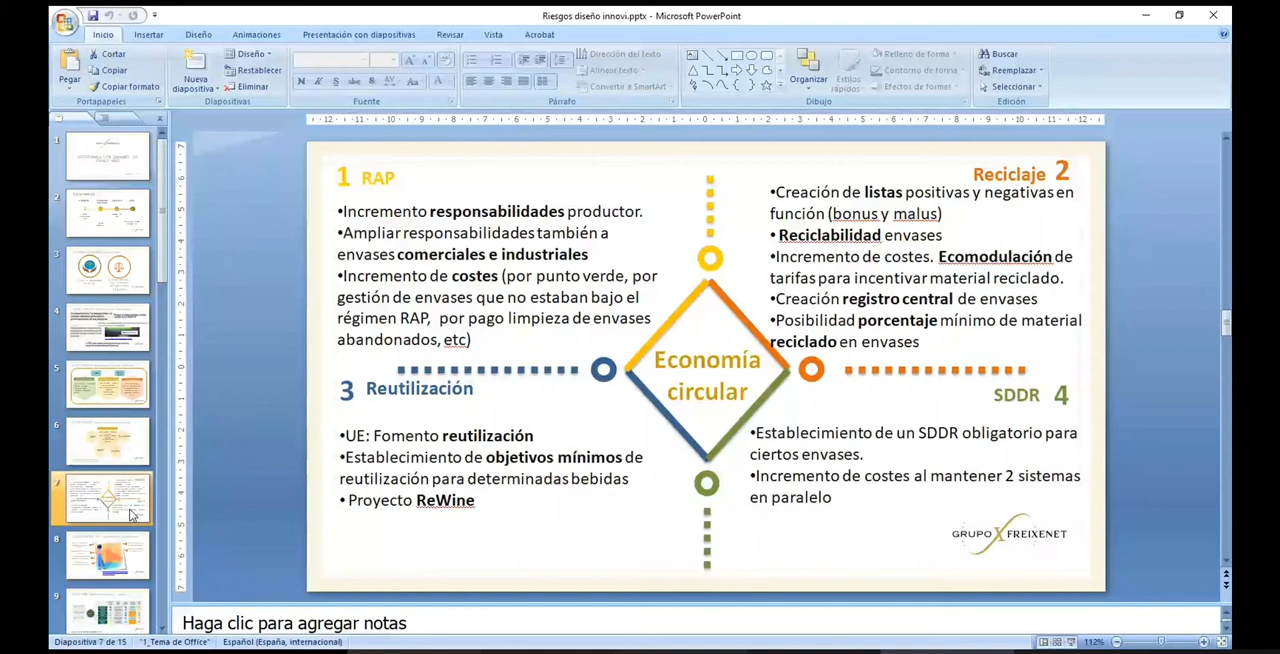 Riesgos diseño innovi.pptx - Microsoft PowerPoint
Inicio
Insertar
Diseño
Animaciones
Presentación con diapositivas
Revisar
Vista
Acrobat
Pegar
Cortar
Copiar
Copiar formato
Portapapeles
Nueva
diapositiva
Diseño
Restablecer
Eliminar
Diapositivas
Fuente
Dirección del texto
Alinear texto
Convertir a SmartArt
Párrafo
Organizar
Estilos
rápidos
Relleno de forma
Contorno de forma
Efectos de formas
Dibujo
Buscar
Reemplazar
Seleccionar
Edición
1 RAP
•Incremento responsabilidades productor.
•Ampliar responsabilidades también a
envases comerciales e industriales
•Incremento de costes (por punto verde, por
gestión de envases que no estaban bajo el
régimen RAP, por pago limpieza de envases
abandonados, etc)
Reciclaje 2
•Creación de listas positivas y negativas en
función (bonus y malus)
• Reciclabilidad envases
•Incremento de costes. Ecomodulación de
tarifas para incentivar material reciclado.
•Creación registro central de envases
•Posibilidad porcentaje mínimo de material
reciclado en envases
Economía
circular
3 Reutilización
•UE: Fomento reutilización
•Establecimiento de objetivos mínimos de
reutilización para determinadas bebidas
• Proyecto ReWine
SDDR 4
•Establecimiento de un SDDR obligatorio para
ciertos envases.
•Incremento de costes al mantener 2 sistemas
en paralelo
GRUPO FREIXENET
1
2
3
4
5
6
7
8
9
Haga clic para agregar notas
Diapositiva 7 de 15
"1_Tema de Office"
Español (España, internacional)
112%